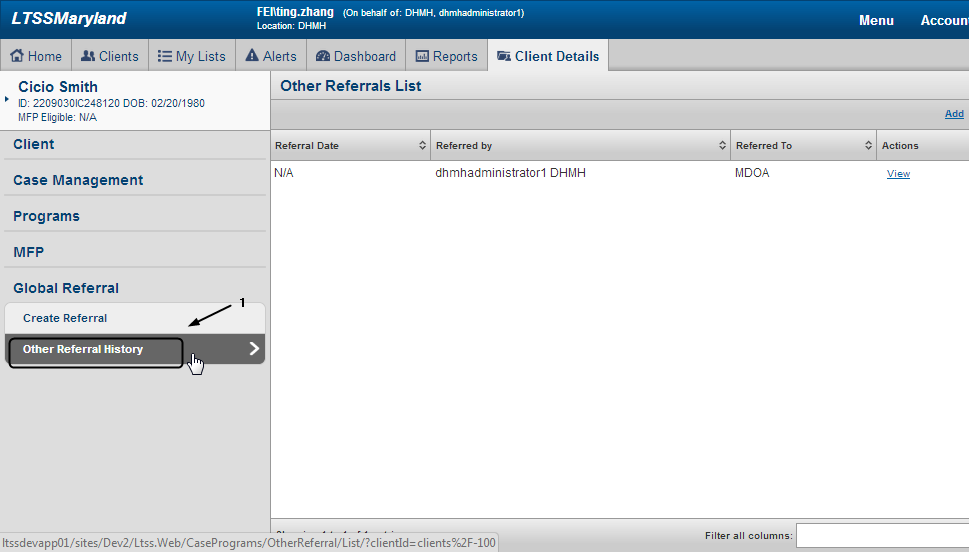 LTSSMaryland
FEI\ting.zhang (On behalf of: DHMH, dhmhadministrator1)
Location: DHMH
Menu
Home
Clients
My Lists
Alerts
Dashboard
Reports
Client Details
Cicio Smith
ID: 2209030IC248120 DOB: 02/20/1980
MFP Eligible: N/A
Client
Case Management
Programs
MFP
Global Referral
1
Create Referral
Other Referral History
Other Referrals List
Add
Referral Date Referred by Referred To Actions
N/A dhmhadministrator1 DHMH MDOA View
Filter all columns:
ltssdevapp01/sites/Dev2/Ltss.Web/CasePrograms/OtherReferral/List/?clientId=clients%2F-100